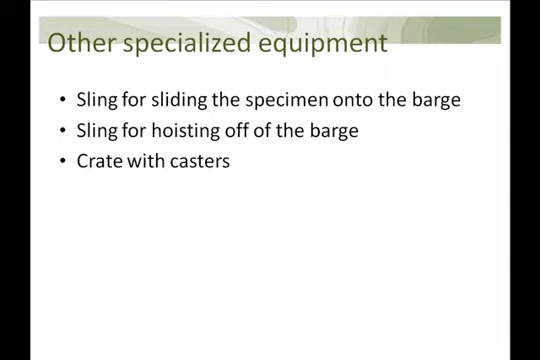 Other specialized equipment
• Sling for sliding the specimen onto the barge
• Sling for hoisting off of the barge
• Crate with casters